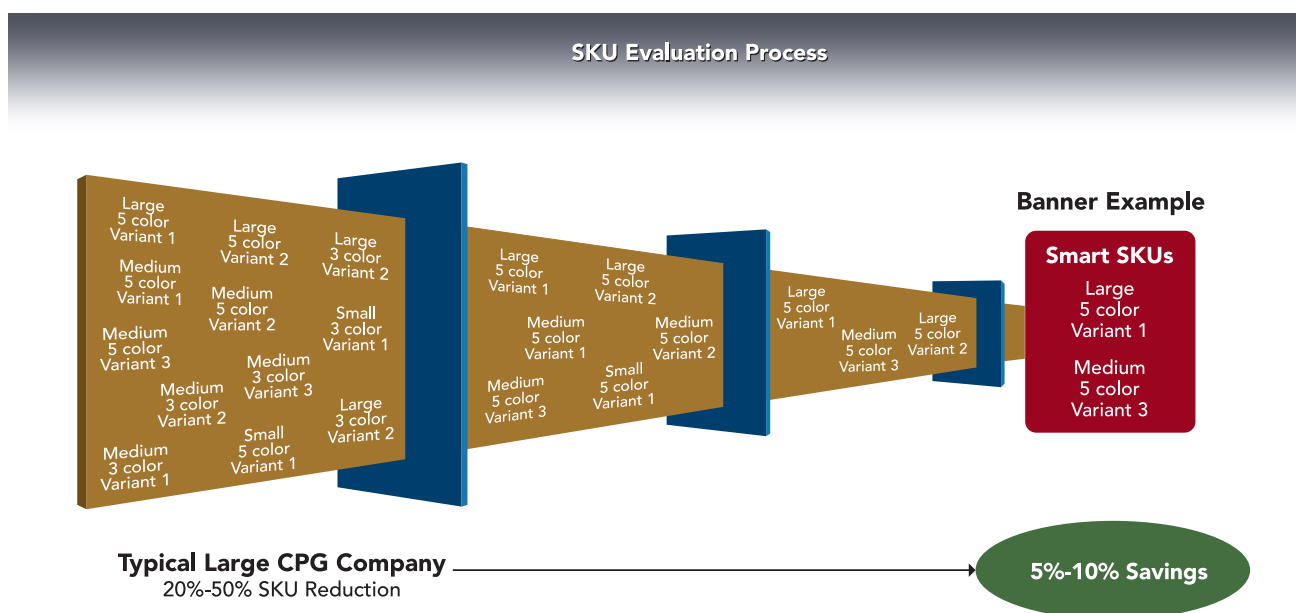 SKU Evaluation Process
Large
5 color
Variant 1
Large
5 color
Variant 2
Large
3 color
Variant 2
Medium
5 color
Variant 1
Medium
5 color
Variant 2
Small
3 color
Variant 1
Medium
5 color
Variant 3
Medium
3 color
Variant 3
Medium
3 color
Variant 2
Large
3 color
Variant 2
Medium
3 color
Variant 1
Small
5 color
Variant 1
Large
5 color
Variant 1
Large
5 color
Variant 2
Medium
5 color
Variant 1
Medium
5 color
Variant 2
Medium
5 color
Variant 3
Small
5 color
Variant 1
Large
5 color
Variant 1
Medium
5 color
Variant 3
Large
5 color
Variant 2
Banner Example
Smart SKUs
Large
5 color
Variant 1
Medium
5 color
Variant 3
Typical Large CPG Company
20%-50% SKU Reduction
5%-10% Savings